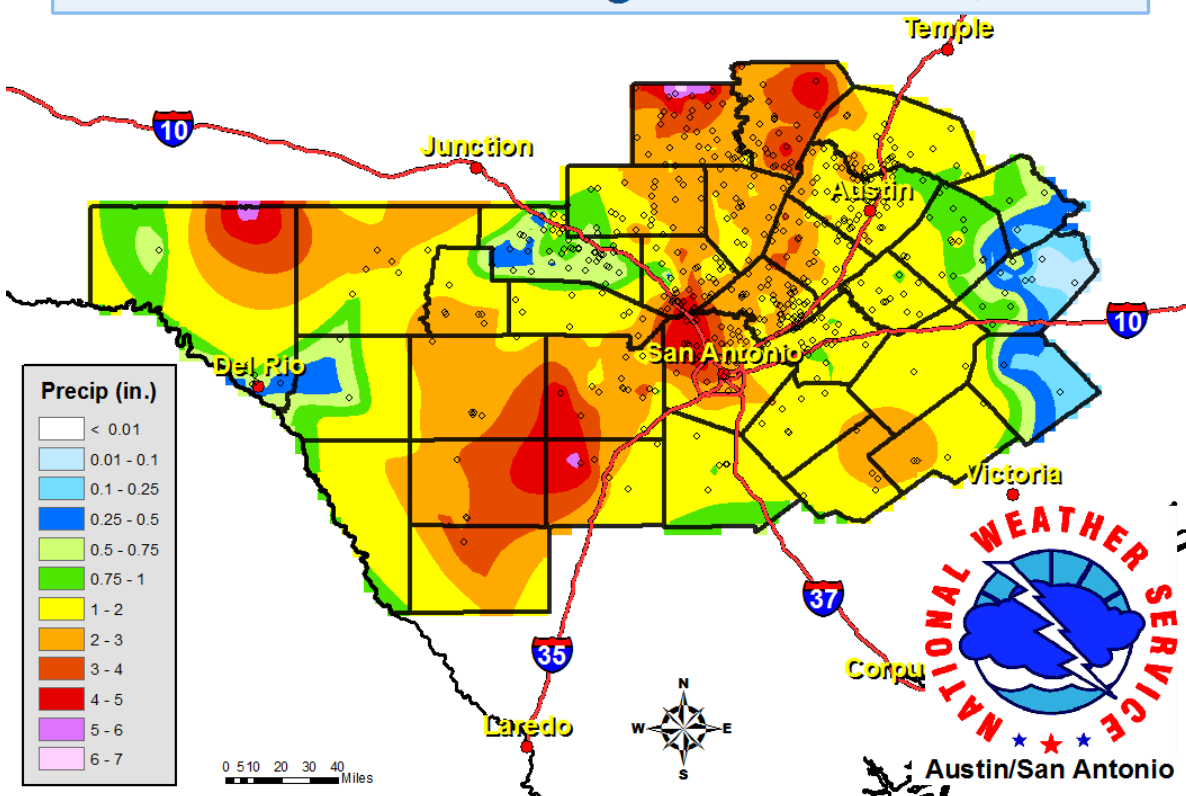 Temple
10
Junction
Austin
San Antonio
10
Del Rio
Precip (in.)
< 0.01
0.01 - 0.1
0.1 - 0.25
0.25 - 0.5
0.5 - 0.75
0.75 - 1
1 - 2
2 - 3
3 - 4
4 - 5
5 - 6
6 - 7
Victoria
37
35
Corpu
Laredo
N
W E
S
0 5 10 20 30 40
Miles
NATIONAL WEATHER SERVICE
Austin/San Antonio